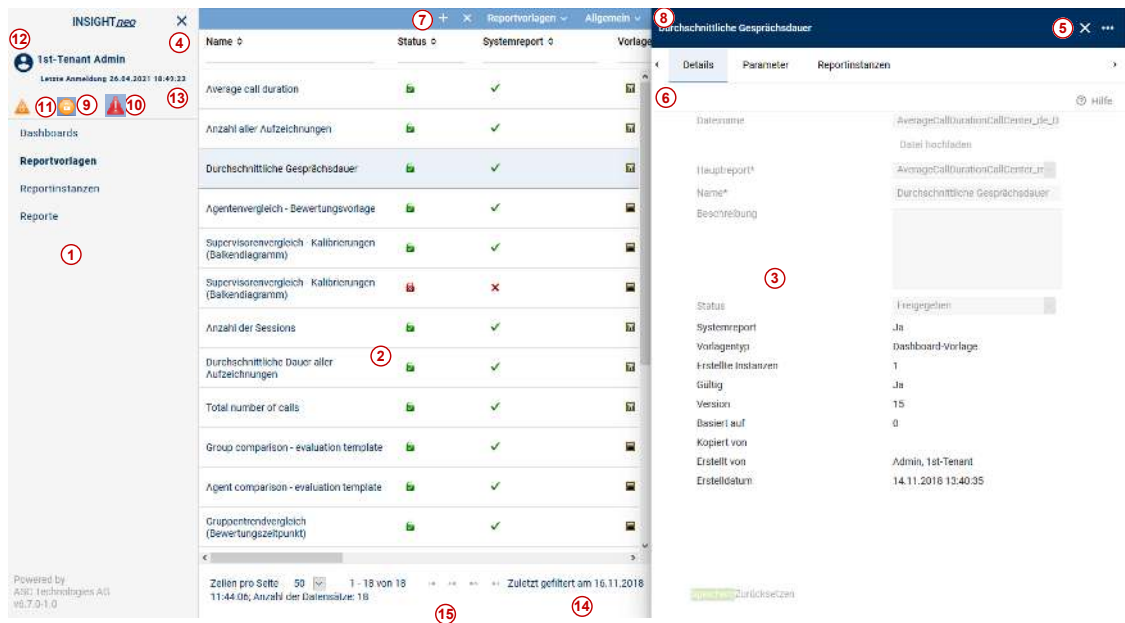 INSIGHTneo
12
4
1st-Tenant Admin
Letzte Anmeldung 26.04.2021 18:49:23
11
9
10
13
Dashboards
Reportvorlagen
Reportinstanzen
Reporte
1
Powered by
ASC Technologies AG
v6.7.0-1.0
7
Reportvorlagen
Allgemein
Name
Status
Systemreport
Vorlage
Average call duration
Anzahl aller Aufzeichnungen
Durchschnittliche Gesprächsdauer
Agentenvergleich - Bewertungsvorlage
Supervisorenvergleich - Kalibrierungen
(Balkendiagramm)
Supervisorenvergleich - Kalibrierungen
(Balkendiagramm)
Anzahl der Sessions
2
Durchschnittliche Dauer aller
Aufzeichnungen
Total number of calls
Group comparison - evaluation template
Agent comparison - evaluation template
Gruppentrendvergleich
(Bewertungszeitpunkt)
Zeilen pro Seite 50 1 - 18 von 18 Zuletzt gefiltert am 16.11.2018
11:44:06; Anzahl der Datensätze: 18
15
14
8
Durchschnittliche Gesprächsdauer
5
Details
Parameter
Reportinstanzen
6
Hilfe
Dateiname AverageCallDurationCallCenter_de_D
Datei hochladen
Hauptreport* AverageCallDurationCallCenter_m
Name* Durchschnittliche Gesprächsdauer
Beschreibung
3
Status Freigegeben
Systemreport Ja
Vorlagentyp Dashboard-Vorlage
Erstellte Instanzen 1
Gültig Ja
Version 15
Basiert auf 0
Kopiert von
Erstellt von Admin, 1st-Tenant
Erstelldatum 14.11.2018 13:40:35
Speichern Zurücksetzen